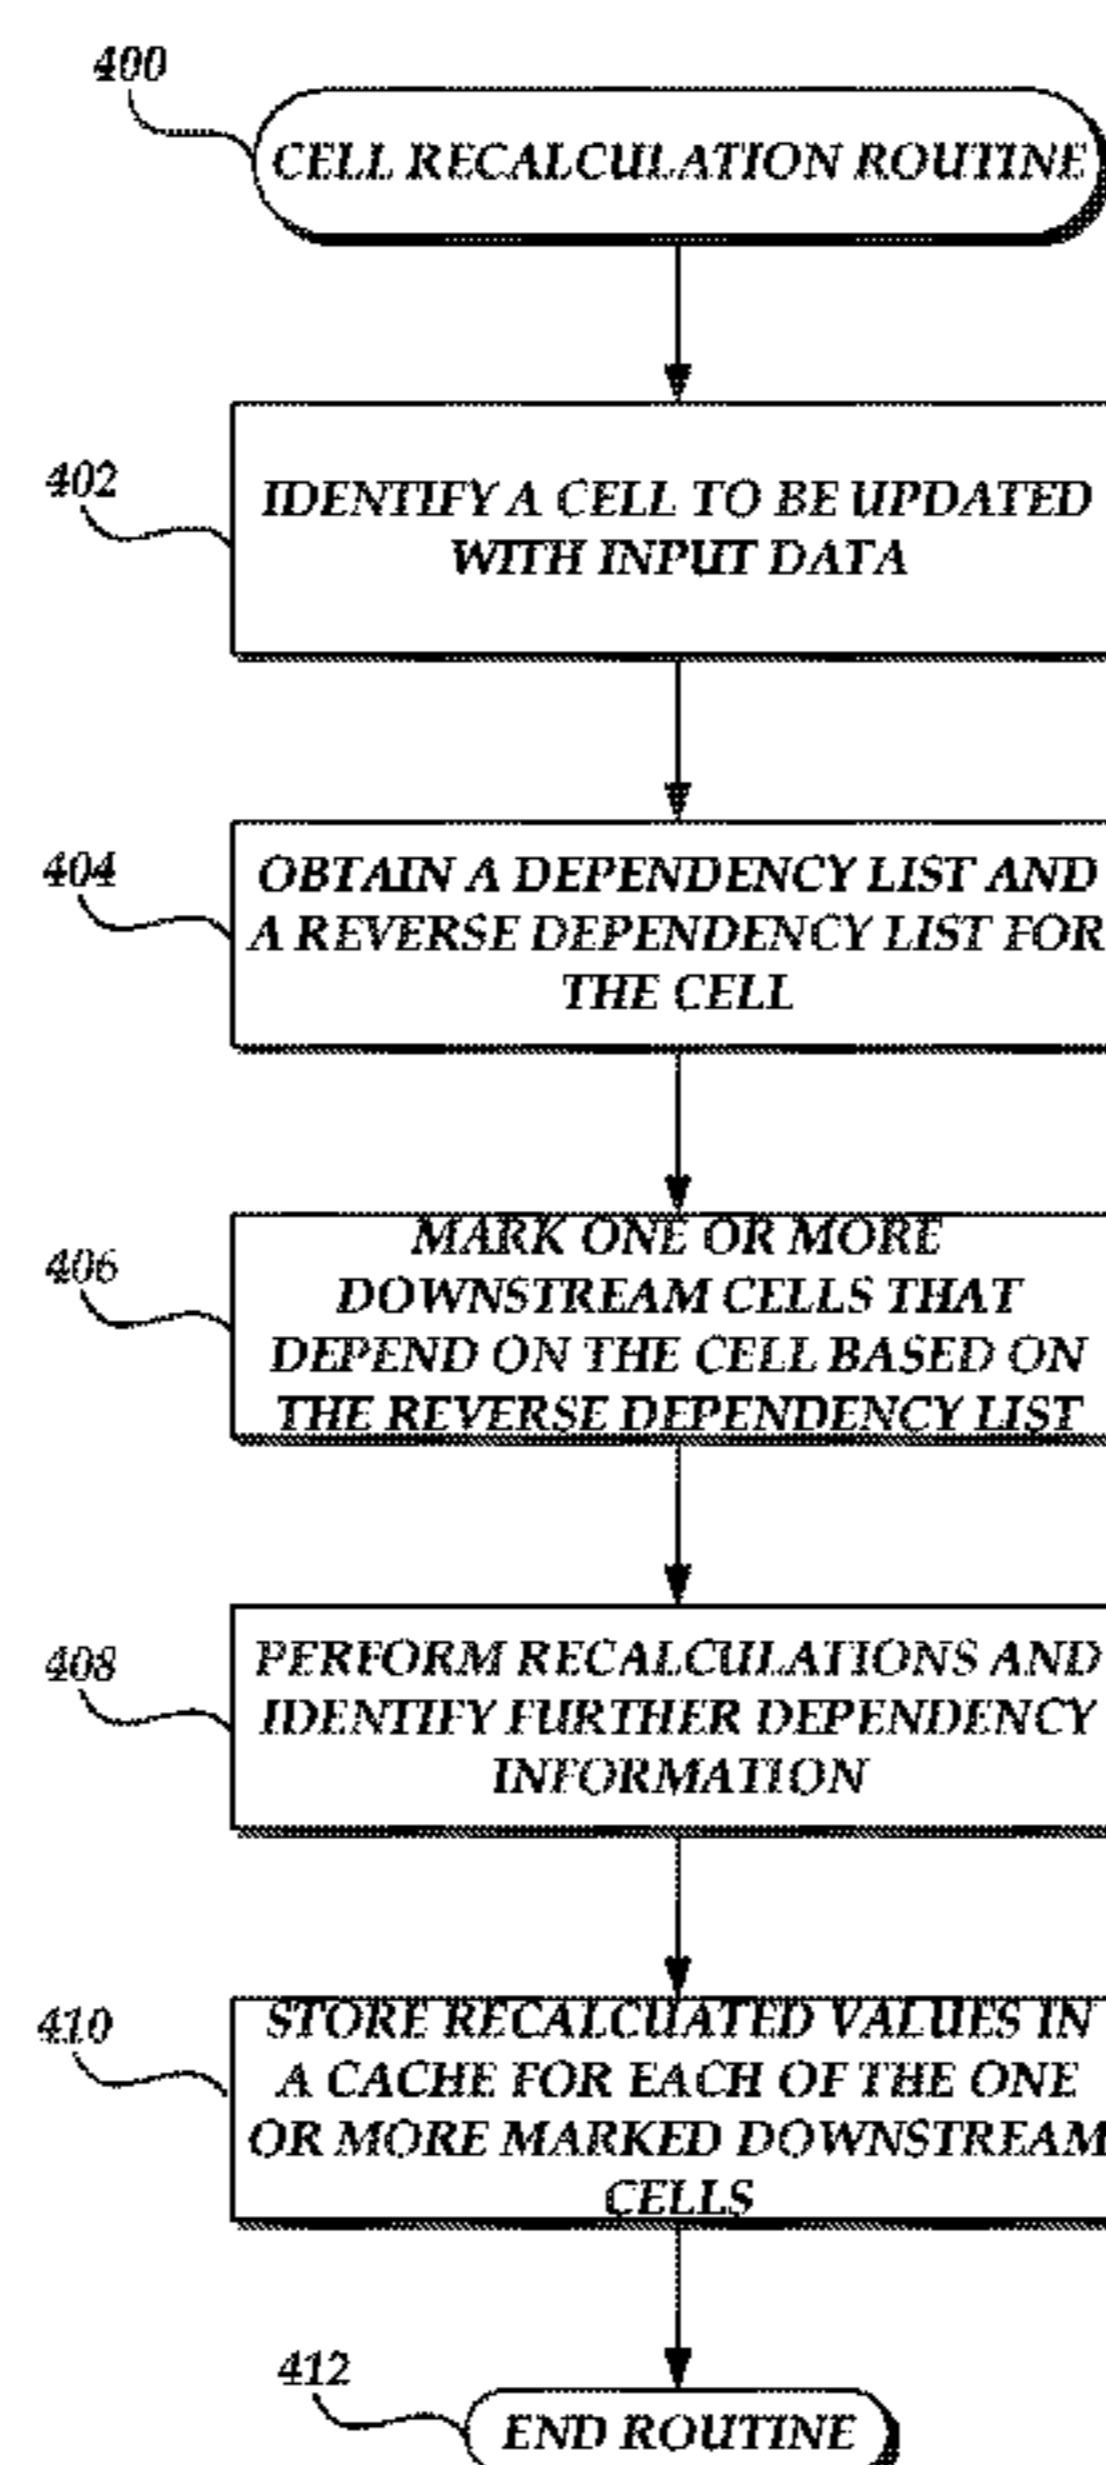 400
CELL RECALCULATION ROUTINE
402
IDENTIFY A CELL TO BE UPDATED
WITH INPUT DATA
404
OBTAIN A DEPENDENCY LIST AND
A REVERSE DEPENDENCY LIST FOR
THE CELL
406
MARK ONE OR MORE
DOWNSTREAM CELLS THAT
DEPEND ON THE CELL BASED ON
THE REVERSE DEPENDENCY LIST
408
PERFORM RECALCULATIONS AND
IDENTIFY FURTHER DEPENDENCY
INFORMATION
410
STORE RECALCUATED VALUES IN
A CACHE FOR EACH OF THE ONE
OR MORE MARKED DOWNSTREAM
CELLS
412
END ROUTINE